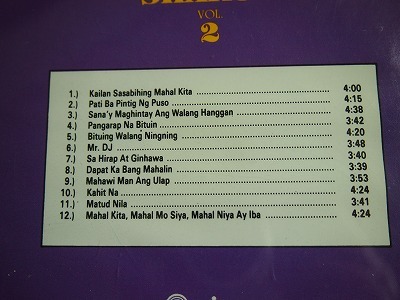 VOL.
2
1.) Kailan Sasabihing Mahal Kita 4:00
2.) Pati Ba Pintig Ng Puso 4:15
3.) Sana'y Maghintay Ang Walang Hanggan 4:38
4.) Pangarap Na Bituin 3:42
5.) Bituing Walang Ningning 4:20
6.) Mr. DJ 3:48
7.) Sa Hirap At Ginhawa 3:40
8.) Dapat Ka Bang Mahalin 3:39
9.) Mahawi Man Ang Ulap 3:53
10.) Kahit Na 4:24
11.) Matud Nila 3:41
12.) Mahal Kita, Mahal Mo Siya, Mahal Niya Ay Iba 4:24